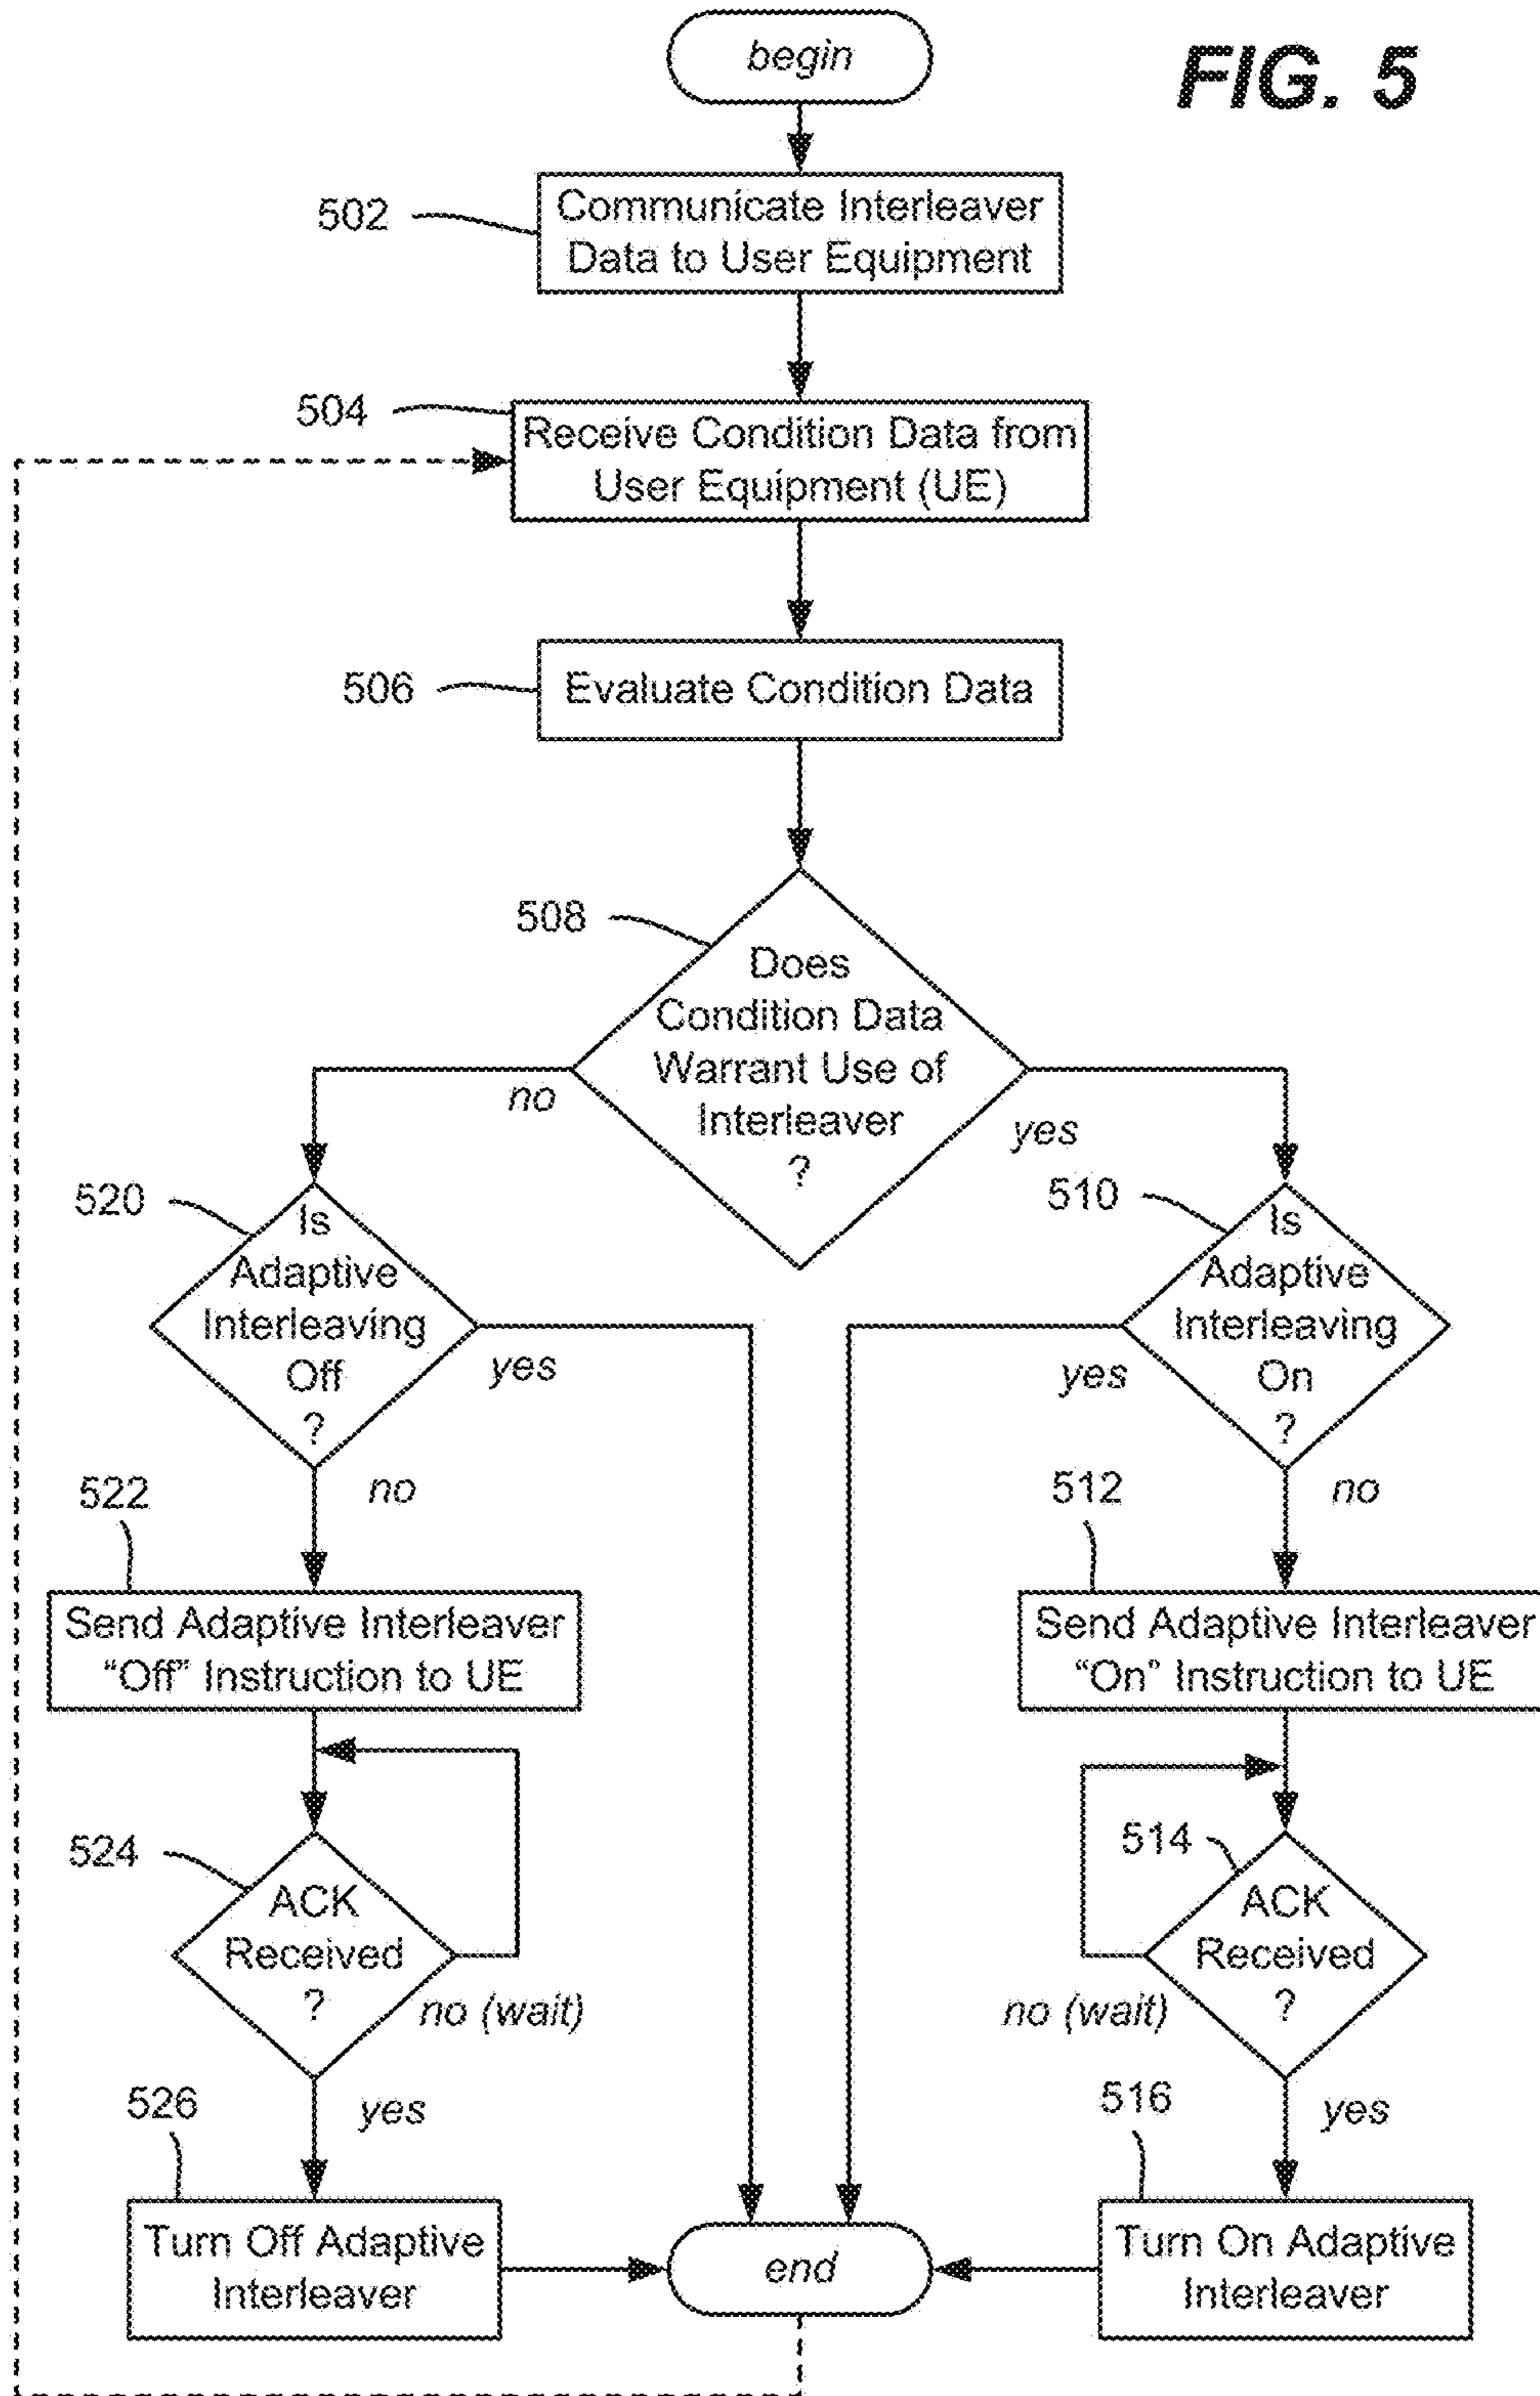 begin
FIG. 5
502
Communicate Interleaver
Data to User Equipment
504
Receive Condition Data from
User Equipment (UE)
506
Evaluate Condition Data
508
Does
Condition Data
Warrant Use of
Interleaver
?
no
yes
520
Is
Adaptive
Interleaving
Off
?
yes
no
510
Is
Adaptive
Interleaving
On
?
yes
no
522
Send Adaptive Interleaver
“Off” Instruction to UE
512
Send Adaptive Interleaver
“On” Instruction to UE
524
ACK
Received
?
no (wait)
yes
514
ACK
Received
?
no (wait)
yes
526
Turn Off Adaptive
Interleaver
end
516
Turn On Adaptive
Interleaver